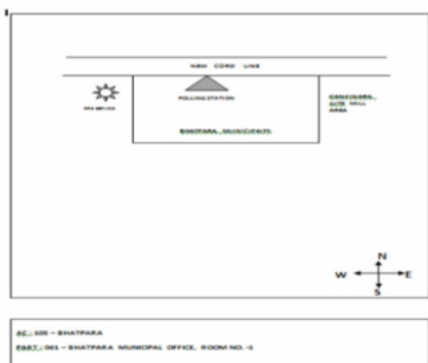 NEW CORD LINE
POLLING STATION
KANKINARA
JUTE MILL
AREA
BHATPARA MUNICIPALITY
N
W E
S
AC: 105 – BHATPARA
PART: 061 – BHATPARA MUNICIPAL OFFICE, ROOM NO. -1